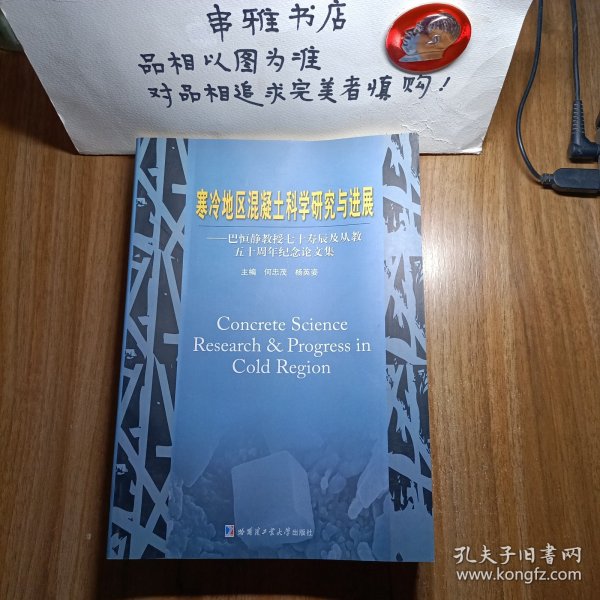 串雅书店
品相以图为准
对品相追求完美者慎购！
寒冷地区混凝土科学研究与进展
——巴恒静教授七十寿辰及从教
五十周年纪念论文集
主编 何忠茂 杨英姿
Concrete Science
Research & Progress in
Cold Region
哈尔滨工业大学出版社
孔夫子旧书网
www.kongfz.com